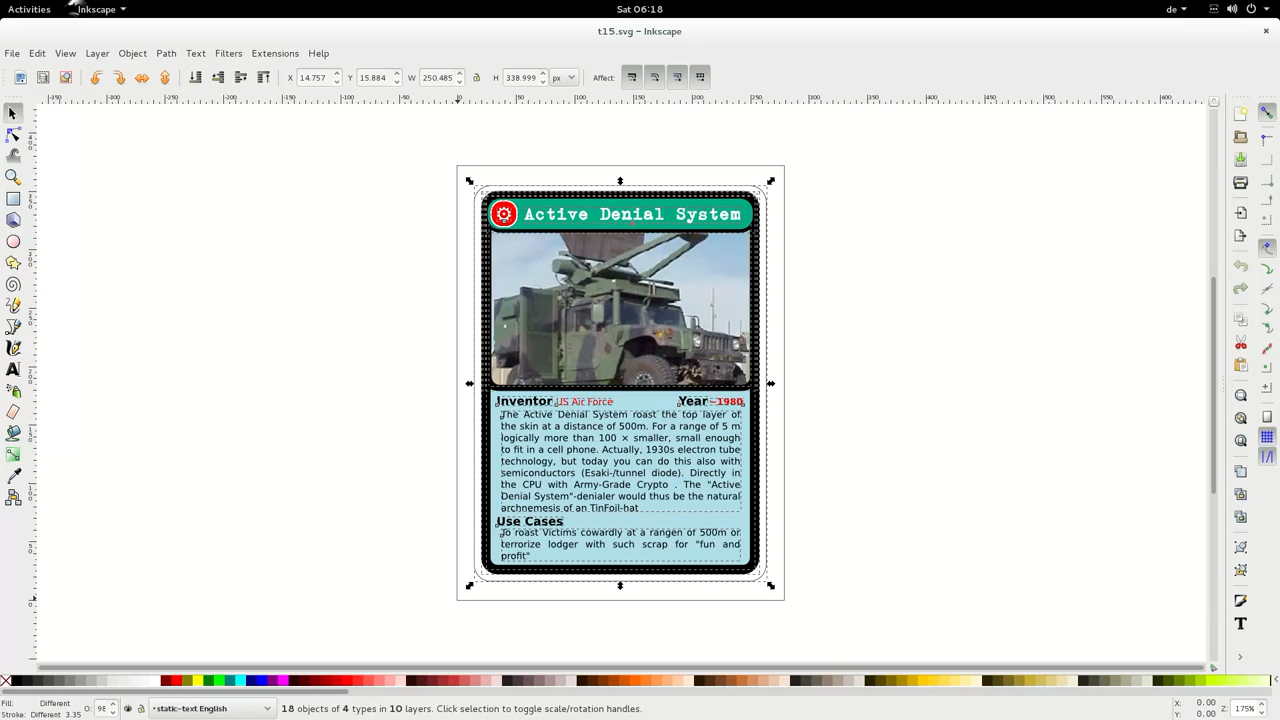 Activities
Inkscape
Sat 06:18
de
t15.svg – Inkscape
File Edit View Layer Object Path Text Filters Extensions Help
X 14.757 Y 15.884 W 250.485 H 338.999 px Affect:
Active Denial System
Inventor US Air Force Year ~1980
The Active Denial System roast the top layer of
the skin at a distance of 500m. For a range of 5 m
logically more than 100 × smaller, small enough
to fit in a cell phone. Actually, 1930s electron tube
technology, but today you can do this also with
semiconductors (Esaki-/tunnel diode). Directly in
the CPU with Army-Grade Crypto . The "Active
Denial System"-denialer would thus be the natural
archnemesis of an TinFoil-hat
Use Cases
To roast Victims cowardly at a rangen of 500m or
terrorize lodger with such scrap for "fun and
profit"
Fill: Different
Stroke: Different 3.35
O: 98
•static-text English
18 objects of 4 types in 10 layers. Click selection to toggle scale/rotation handles.
X: 0.00
Y: 0.00
Z: 175%